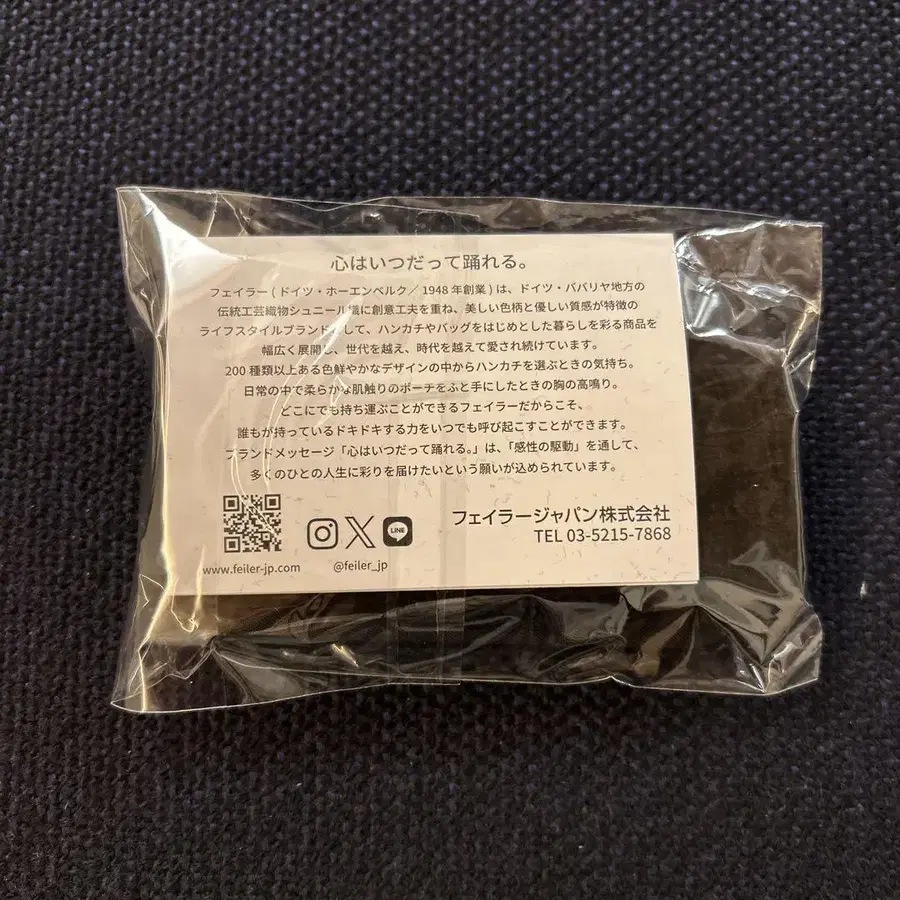 心はいつだって踊れる。
フェイラー ( ドイツ・ホーエンベルク／ 1948 年創業 ) は、ドイツ・ババリヤ地方の
伝統工芸織物シュニール織に創意工夫を重ね、美しい色柄と優しい質感が特徴の
ライフスタイルブランドとして、ハンカチやバッグをはじめとした暮らしを彩る商品を
幅広く展開し、世代を越え、時代を越えて愛され続けています。
200 種類以上ある色鮮やかなデザインの中からハンカチを選ぶときの気持ち。
日常の中で柔らかな肌触りのポーチをふと手にしたときの胸の高鳴り。
どこにでも持ち運ぶことができるフェイラーだからこそ、
誰もが持っているドキドキする力をいつでも呼び起こすことができます。
ブランドメッセージ「心はいつだって踊れる。」は、「感性の駆動」を通して、
多くのひとの人生に彩りを届けたいという願いが込められています。
LINE
フェイラージャパン株式会社
TEL 03-5215-7868
www.feiler-jp.com
@feiler_jp